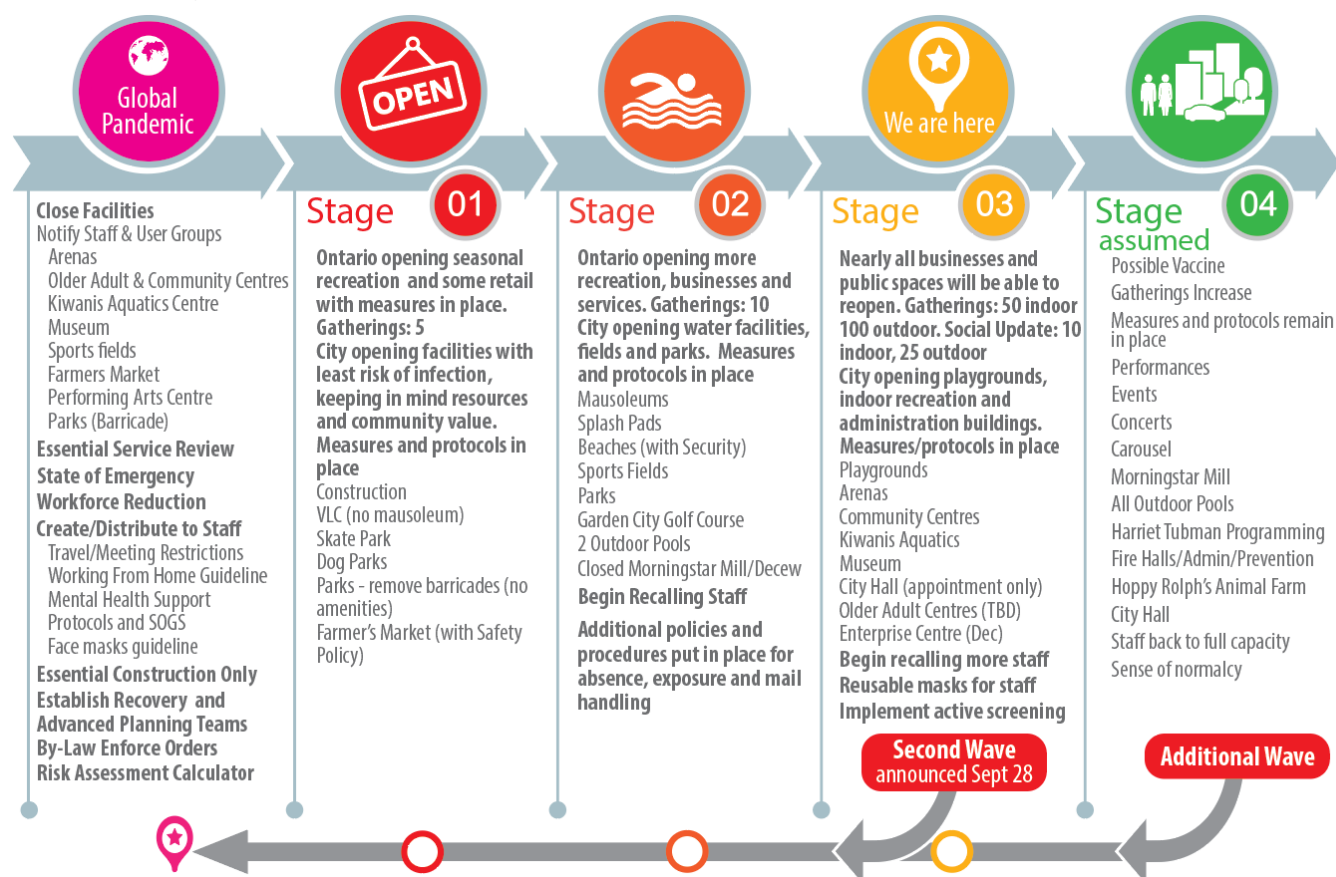 Global
Pandemic
Close Facilities
Notify Staff & User Groups
Arenas
Older Adult & Community Centres
Kiwanis Aquatics Centre
Museum
Sports fields
Farmers Market
Performing Arts Centre
Parks (Barricade)
Essential Service Review
State of Emergency
Workforce Reduction
Create/Distribute to Staff
Travel/Meeting Restrictions
Working From Home Guideline
Mental Health Support
Protocols and SOGS
Face masks guideline
Essential Construction Only
Establish Recovery and
Advanced Planning Teams
By-Law Enforce Orders
Risk Assessment Calculator
OPEN
Stage 01
Ontario opening seasonal
recreation and some retail
with measures in place.
Gatherings: 5
City opening facilities with
least risk of infection,
keeping in mind resources
and community value.
Measures and protocols in
place
Construction
VLC (no mausoleum)
Skate Park
Dog Parks
Parks - remove barricades (no
amenities)
Farmer's Market (with Safety
Policy)
Stage 02
Ontario opening more
recreation, businesses and
services. Gatherings: 10
City opening water facilities,
fields and parks. Measures
and protocols in place
Mausoleums
Splash Pads
Beaches (with Security)
Sports Fields
Parks
Garden City Golf Course
2 Outdoor Pools
Closed Morningstar Mill/Decew
Begin Recalling Staff
Additional policies and
procedures put in place for
absence, exposure and mail
handling
We are here
Stage 03
Nearly all businesses and
public spaces will be able to
reopen. Gatherings: 50 indoor
100 outdoor. Social Update: 10
indoor, 25 outdoor
City opening playgrounds,
indoor recreation and
administration buildings.
Measures/protocols in place
Playgrounds
Arenas
Community Centres
Kiwanis Aquatics
Museum
City Hall (appointment only)
Older Adult Centres (TBD)
Enterprise Centre (Dec)
Begin recalling more staff
Reusable masks for staff
Implement active screening
Second Wave
announced Sept 28
Stage 04
assumed
Possible Vaccine
Gatherings Increase
Measures and protocols remain
in place
Performances
Events
Concerts
Carousel
Morningstar Mill
All Outdoor Pools
Harriet Tubman Programming
Fire Halls/Admin/Prevention
Hoppy Rolph's Animal Farm
City Hall
Staff back to full capacity
Sense of normalcy
Additional Wave